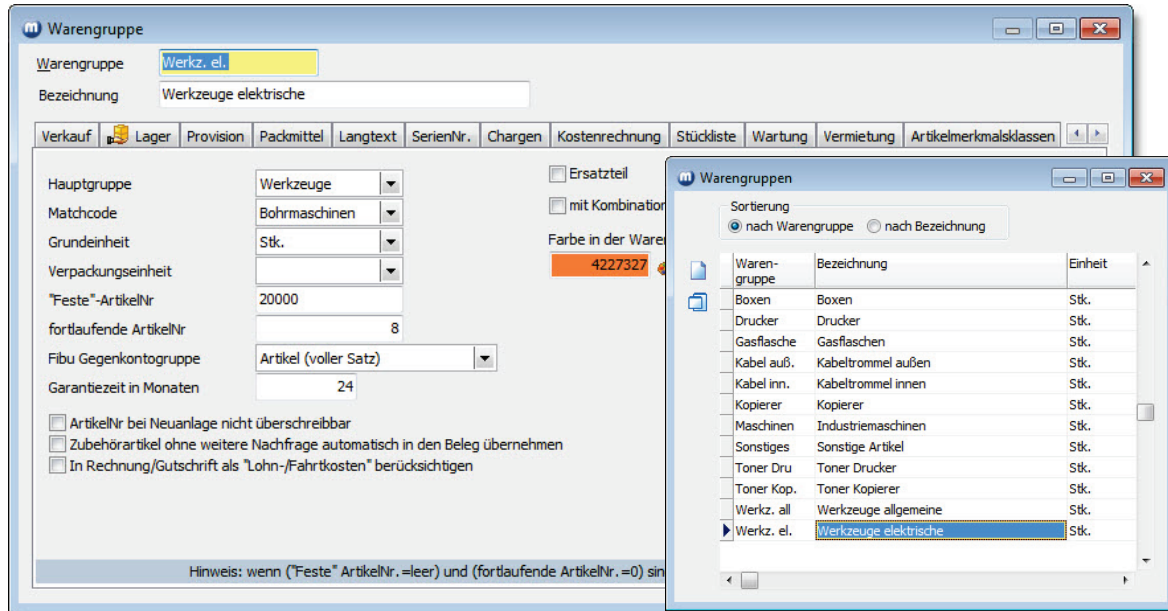 Warengruppe
Warengruppe Werkz. el.
Bezeichnung Werkzeuge elektrische
Verkauf Lager Provision Packmittel Langtext SerienNr. Chargen Kostenrechnung Stückliste Wartung Vermietung Artikelmerkmalsklassen
Hauptgruppe Werkzeuge
Matchcode Bohrmaschinen
Grundeinheit Stk.
Verpackungseinheit
"Feste"-ArtikelNr 20000
fortlaufende ArtikelNr 8
Fibu Gegenkontogruppe Artikel (voller Satz)
Garantiezeit in Monaten 24
ArtikelNr bei Neuanlage nicht überschreibbar
Zubehörartikel ohne weitere Nachfrage automatisch in den Beleg übernehmen
In Rechnung/Gutschrift als "Lohn-/Fahrtkosten" berücksichtigen
Ersatzteil
mit Kombination
Farbe in der Waren
4227327
Hinweis: wenn ("Feste" ArtikelNr.=leer) und (fortlaufende ArtikelNr.=0) sin
Warengruppen
Sortierung
nach Warengruppe nach Bezeichnung
Waren- Bezeichnung Einheit
gruppe
Boxen Boxen Stk.
Drucker Drucker Stk.
Gasflasche Gasflaschen Stk.
Kabel auß. Kabeltrommel außen Stk.
Kabel inn. Kabeltrommel innen Stk.
Kopierer Kopierer Stk.
Maschinen Industriemaschinen Stk.
Sonstiges Sonstige Artikel Stk.
Toner Dru Toner Drucker Stk.
Toner Kop. Toner Kopierer Stk.
Werkz. all Werkzeuge allgemeine Stk.
Werkz. el. Werkzeuge elektrische Stk.